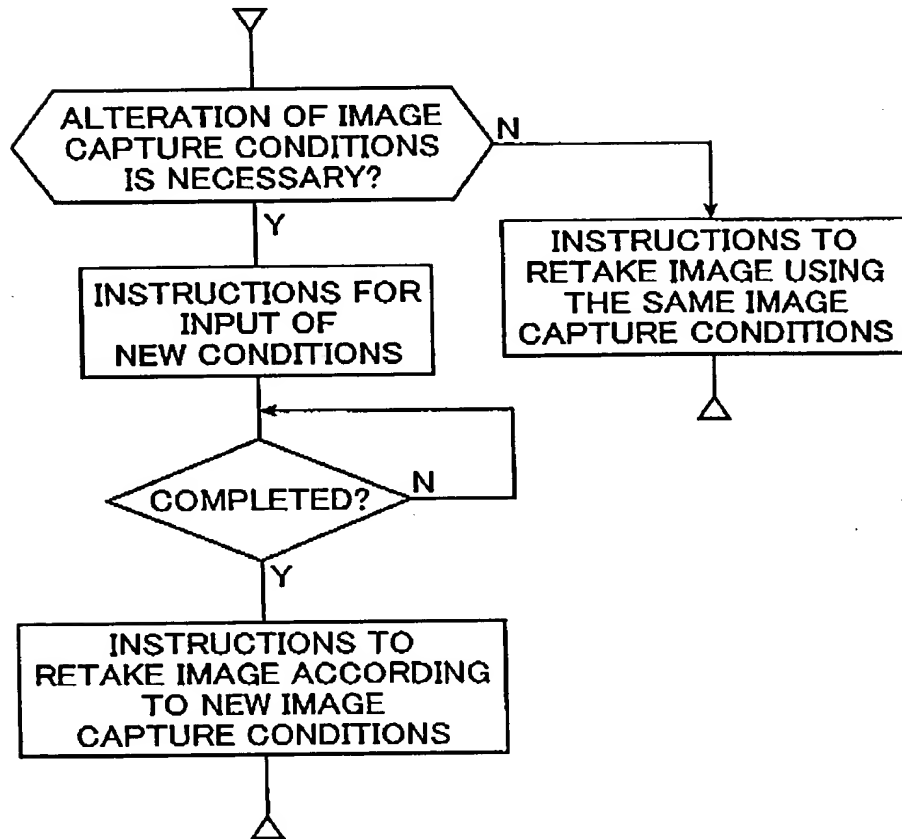 ALTERATION OF IMAGE
CAPTURE CONDITIONS
IS NECESSARY?
N
Y
INSTRUCTIONS TO
RETAKE IMAGE USING
THE SAME IMAGE
CAPTURE CONDITIONS
INSTRUCTIONS FOR
INPUT OF
NEW CONDITIONS
COMPLETED?
N
Y
INSTRUCTIONS TO
RETAKE IMAGE ACCORDING
TO NEW IMAGE
CAPTURE CONDITIONS